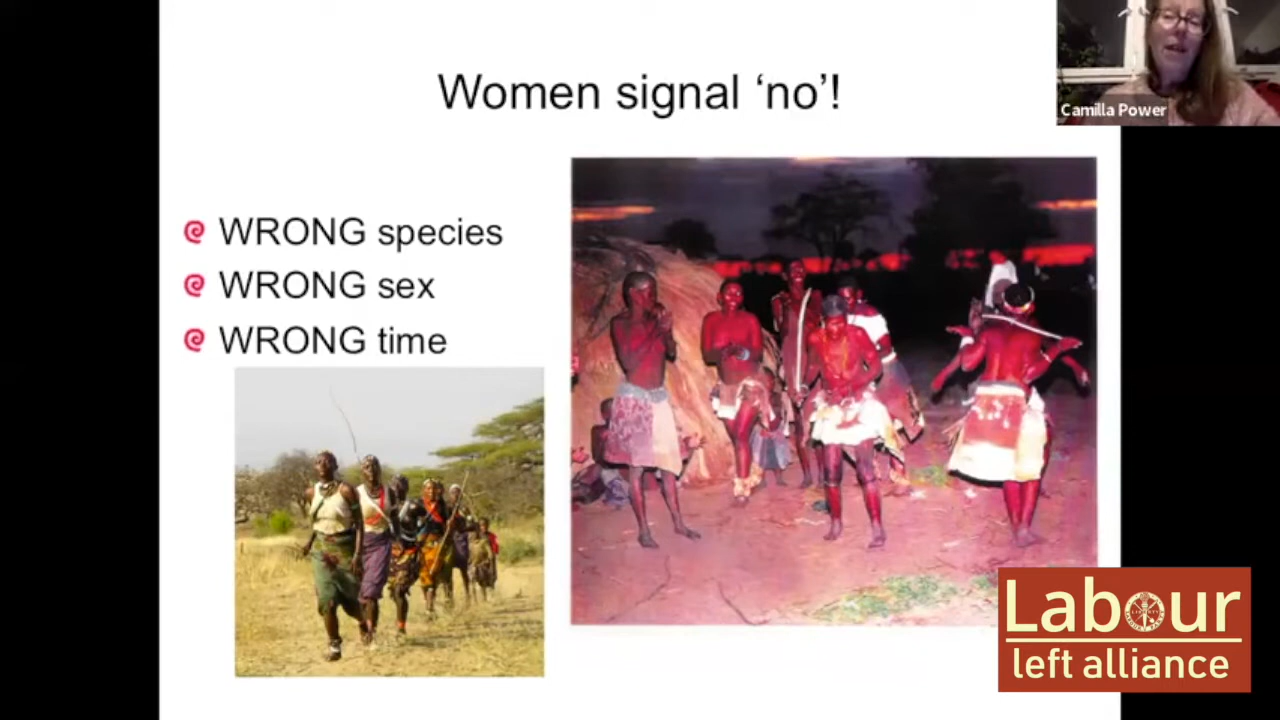 Women signal ‘no’!
Camilla Power
WRONG species
WRONG sex
WRONG time
Labour
left alliance